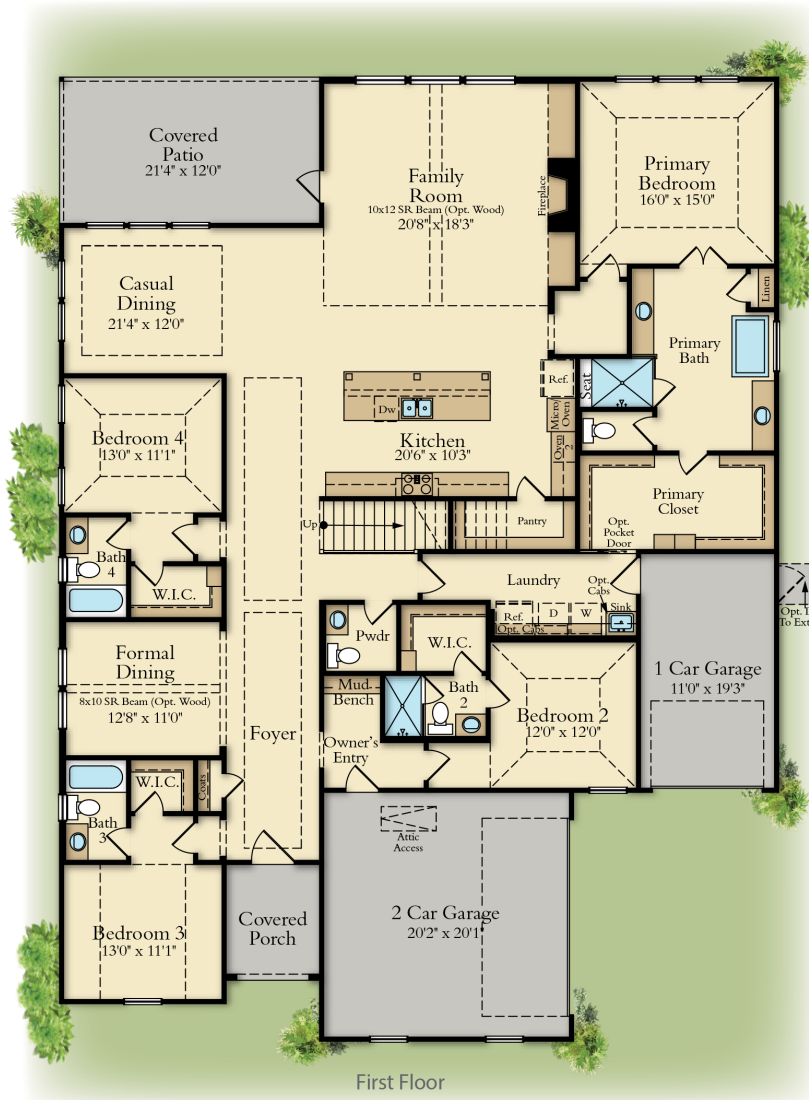 Covered
Patio
21'4" x 12'0"
Family
Room
10x12 SR Beam (Opt. Wood)
20'8" x 18'3"
Fireplace
Primary
Bedroom
16'0" x 15'0"
Casual
Dining
21'4" x 12'0"
Linen
Primary
Bath
Ref.
Seat
Dw
Micro
Oven
Oven
2
Kitchen
20'6" x 10'3"
Bedroom 4
13'0" x 11'1"
Primary
Closet
Up
Pantry
Opt.
Pocket
Door
Bath
4
W.I.C.
Laundry
Opt.
Cabs
Sink
Ref.
D
W
Opt. Cabs
To Ext
Pwdr
W.I.C.
Formal
Dining
8x10 SR Beam (Opt. Wood)
12'8" x 11'0"
1 Car Garage
11'0" x 19'3"
Mud
Bench
Bath
2
Bedroom 2
12'0" x 12'0"
Foyer
Owner's
Entry
W.I.C.
Coats
Bath
3
Attic
Access
Bedroom 3
13'0" x 11'1"
Covered
Porch
2 Car Garage
20'2" x 20'1"
First Floor